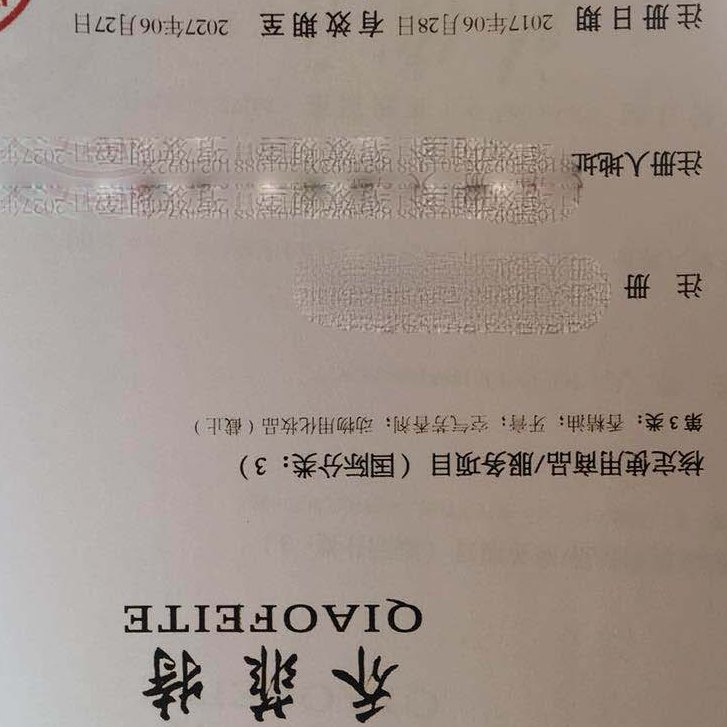 乔菲特
QIAOFEITE
核定使用商品/服务项目（国际分类：3）
第3类：香精油；牙膏；空气芳香剂；动物用化妆品（截止）
注 册
注册人地址
注册日期 2017年06月28日 有效期至 2027年06月27日